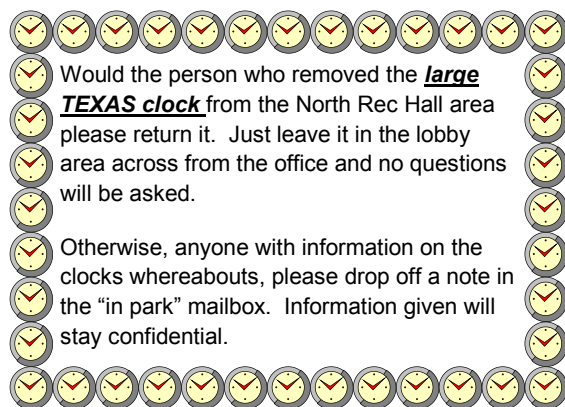 Would the person who removed the large
TEXAS clock from the North Rec Hall area
please return it.  Just leave it in the lobby
area across from the office and no questions
will be asked.
Otherwise, anyone with information on the
clocks whereabouts, please drop off a note in
the “in park” mailbox.  Information given will
stay confidential.